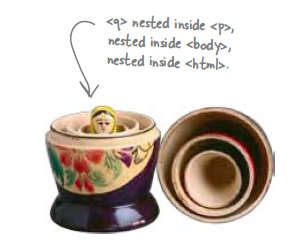 <q> nested inside <p>,
nested inside <body>,
nested inside <html>.